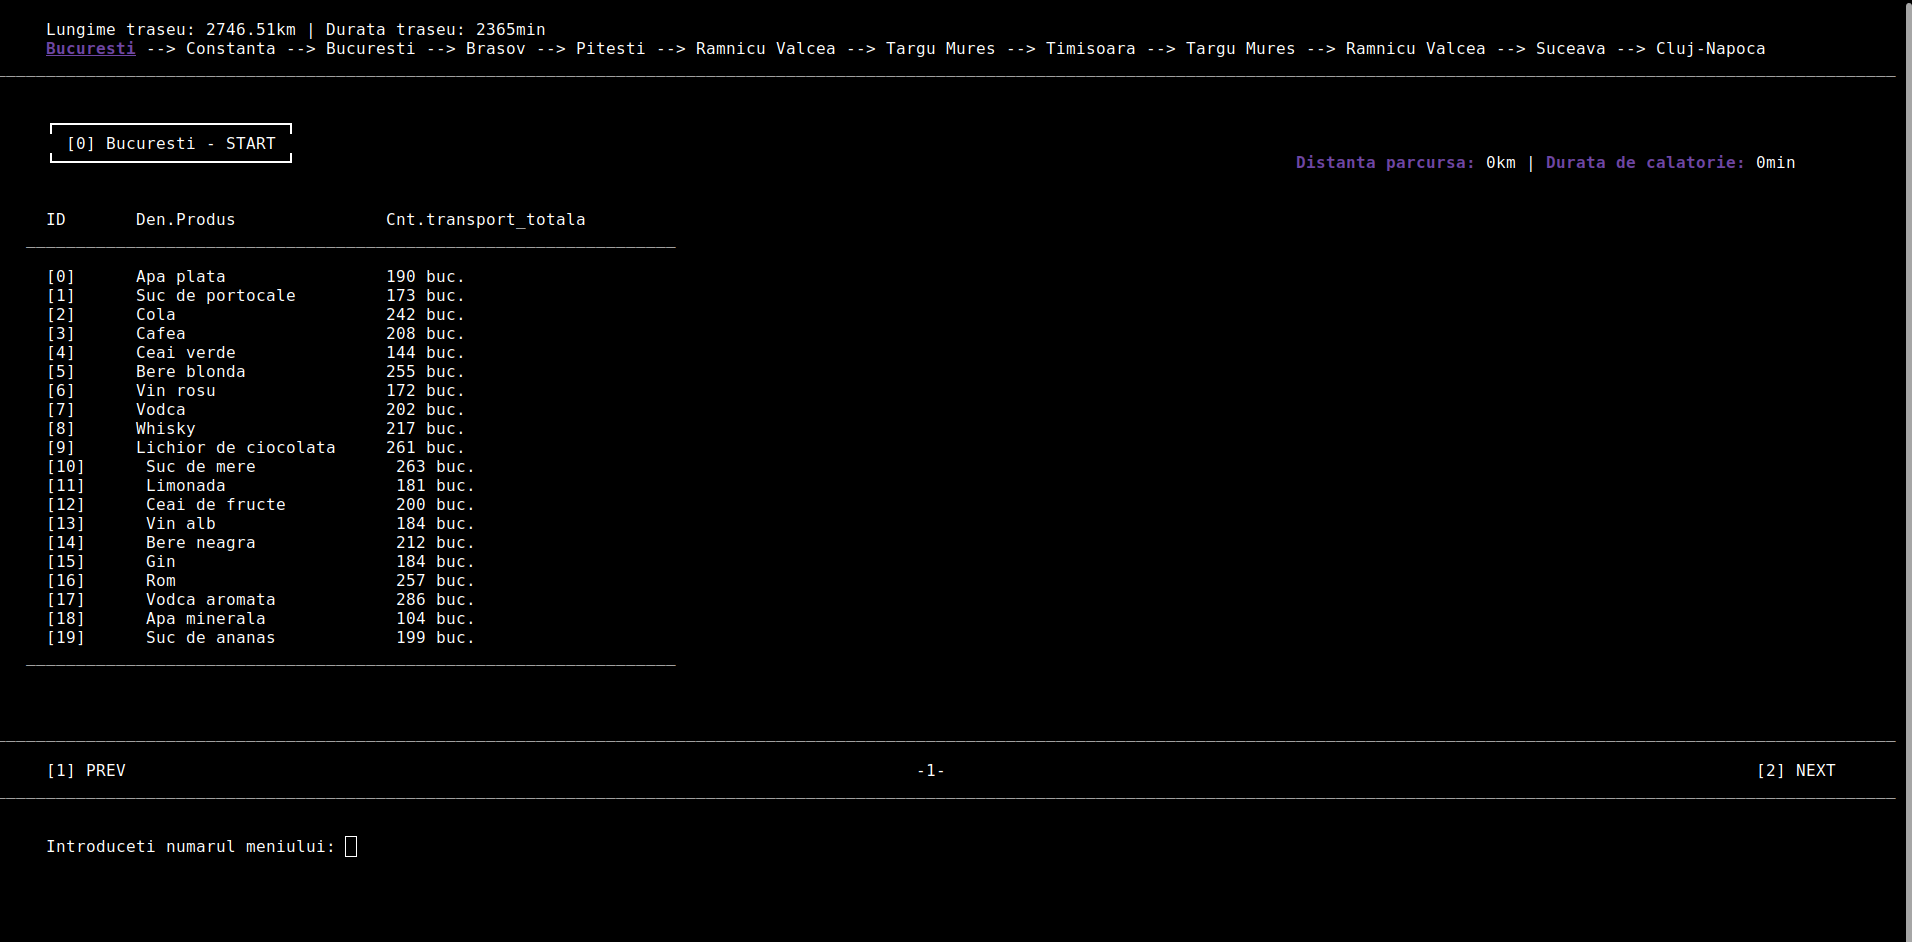 Lungime traseu: 2746.51km | Durata traseu: 2365min
Bucuresti --> Constanta --> Bucuresti --> Brasov --> Pitesti --> Ramnicu Valcea --> Targu Mures --> Timisoara --> Targu Mures --> Ramnicu Valcea --> Suceava --> Cluj-Napoca
[0] Bucuresti - START
Distanta parcursa: 0km | Durata de calatorie: 0min
ID Den.Produs Cnt.transport_totala
[0] Apa plata 190 buc.
[1] Suc de portocale 173 buc.
[2] Cola 242 buc.
[3] Cafea 208 buc.
[4] Ceai verde 144 buc.
[5] Bere blonda 255 buc.
[6] Vin rosu 172 buc.
[7] Vodca 202 buc.
[8] Whisky 217 buc.
[9] Lichior de ciocolata 261 buc.
[10] Suc de mere 263 buc.
[11] Limonada 181 buc.
[12] Ceai de fructe 200 buc.
[13] Vin alb 184 buc.
[14] Bere neagra 212 buc.
[15] Gin 184 buc.
[16] Rom 257 buc.
[17] Vodca aromata 286 buc.
[18] Apa minerala 104 buc.
[19] Suc de ananas 199 buc.
[1] PREV -1- [2] NEXT
Introduceti numarul meniului: